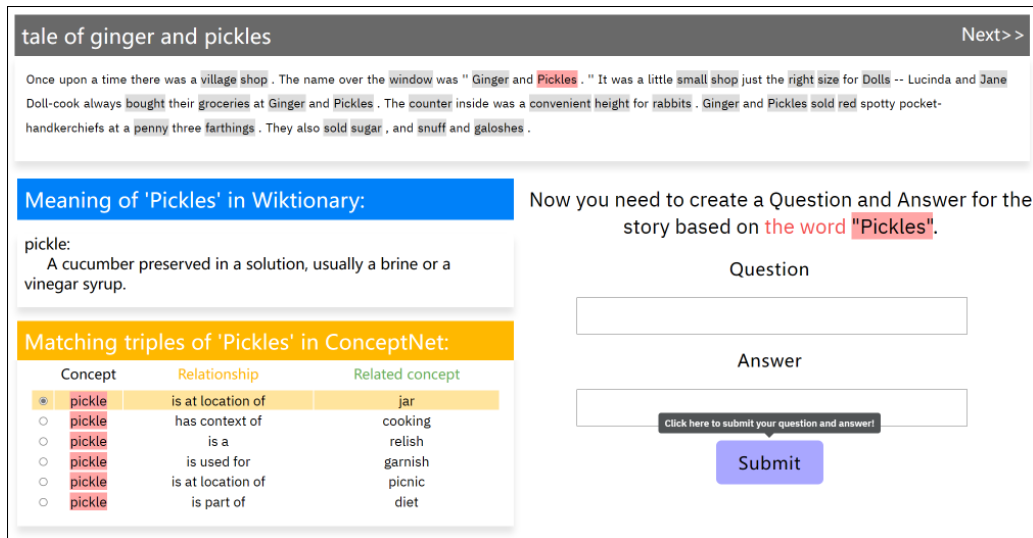 tale of ginger and pickles
Next>>
Once upon a time there was a village shop . The name over the window was " Ginger and Pickles . " It was a little small shop just the right size for Dolls -- Lucinda and Jane
Doll-cook always bought their groceries at Ginger and Pickles . The counter inside was a convenient height for rabbits . Ginger and Pickles sold red spotty pocket-
handkerchiefs at a penny three farthings . They also sold sugar , and snuff and galoshes .
Meaning of 'Pickles' in Wiktionary:
pickle:
A cucumber preserved in a solution, usually a brine or a
vinegar syrup.
Matching triples of 'Pickles' in ConceptNet:
Concept Relationship Related concept
pickle is at location of jar
pickle has context of cooking
pickle is a relish
pickle is used for garnish
pickle is at location of picnic
pickle is part of diet
Now you need to create a Question and Answer for the
story based on the word "Pickles".
Question
Answer
Click here to submit your question and answer!
Submit